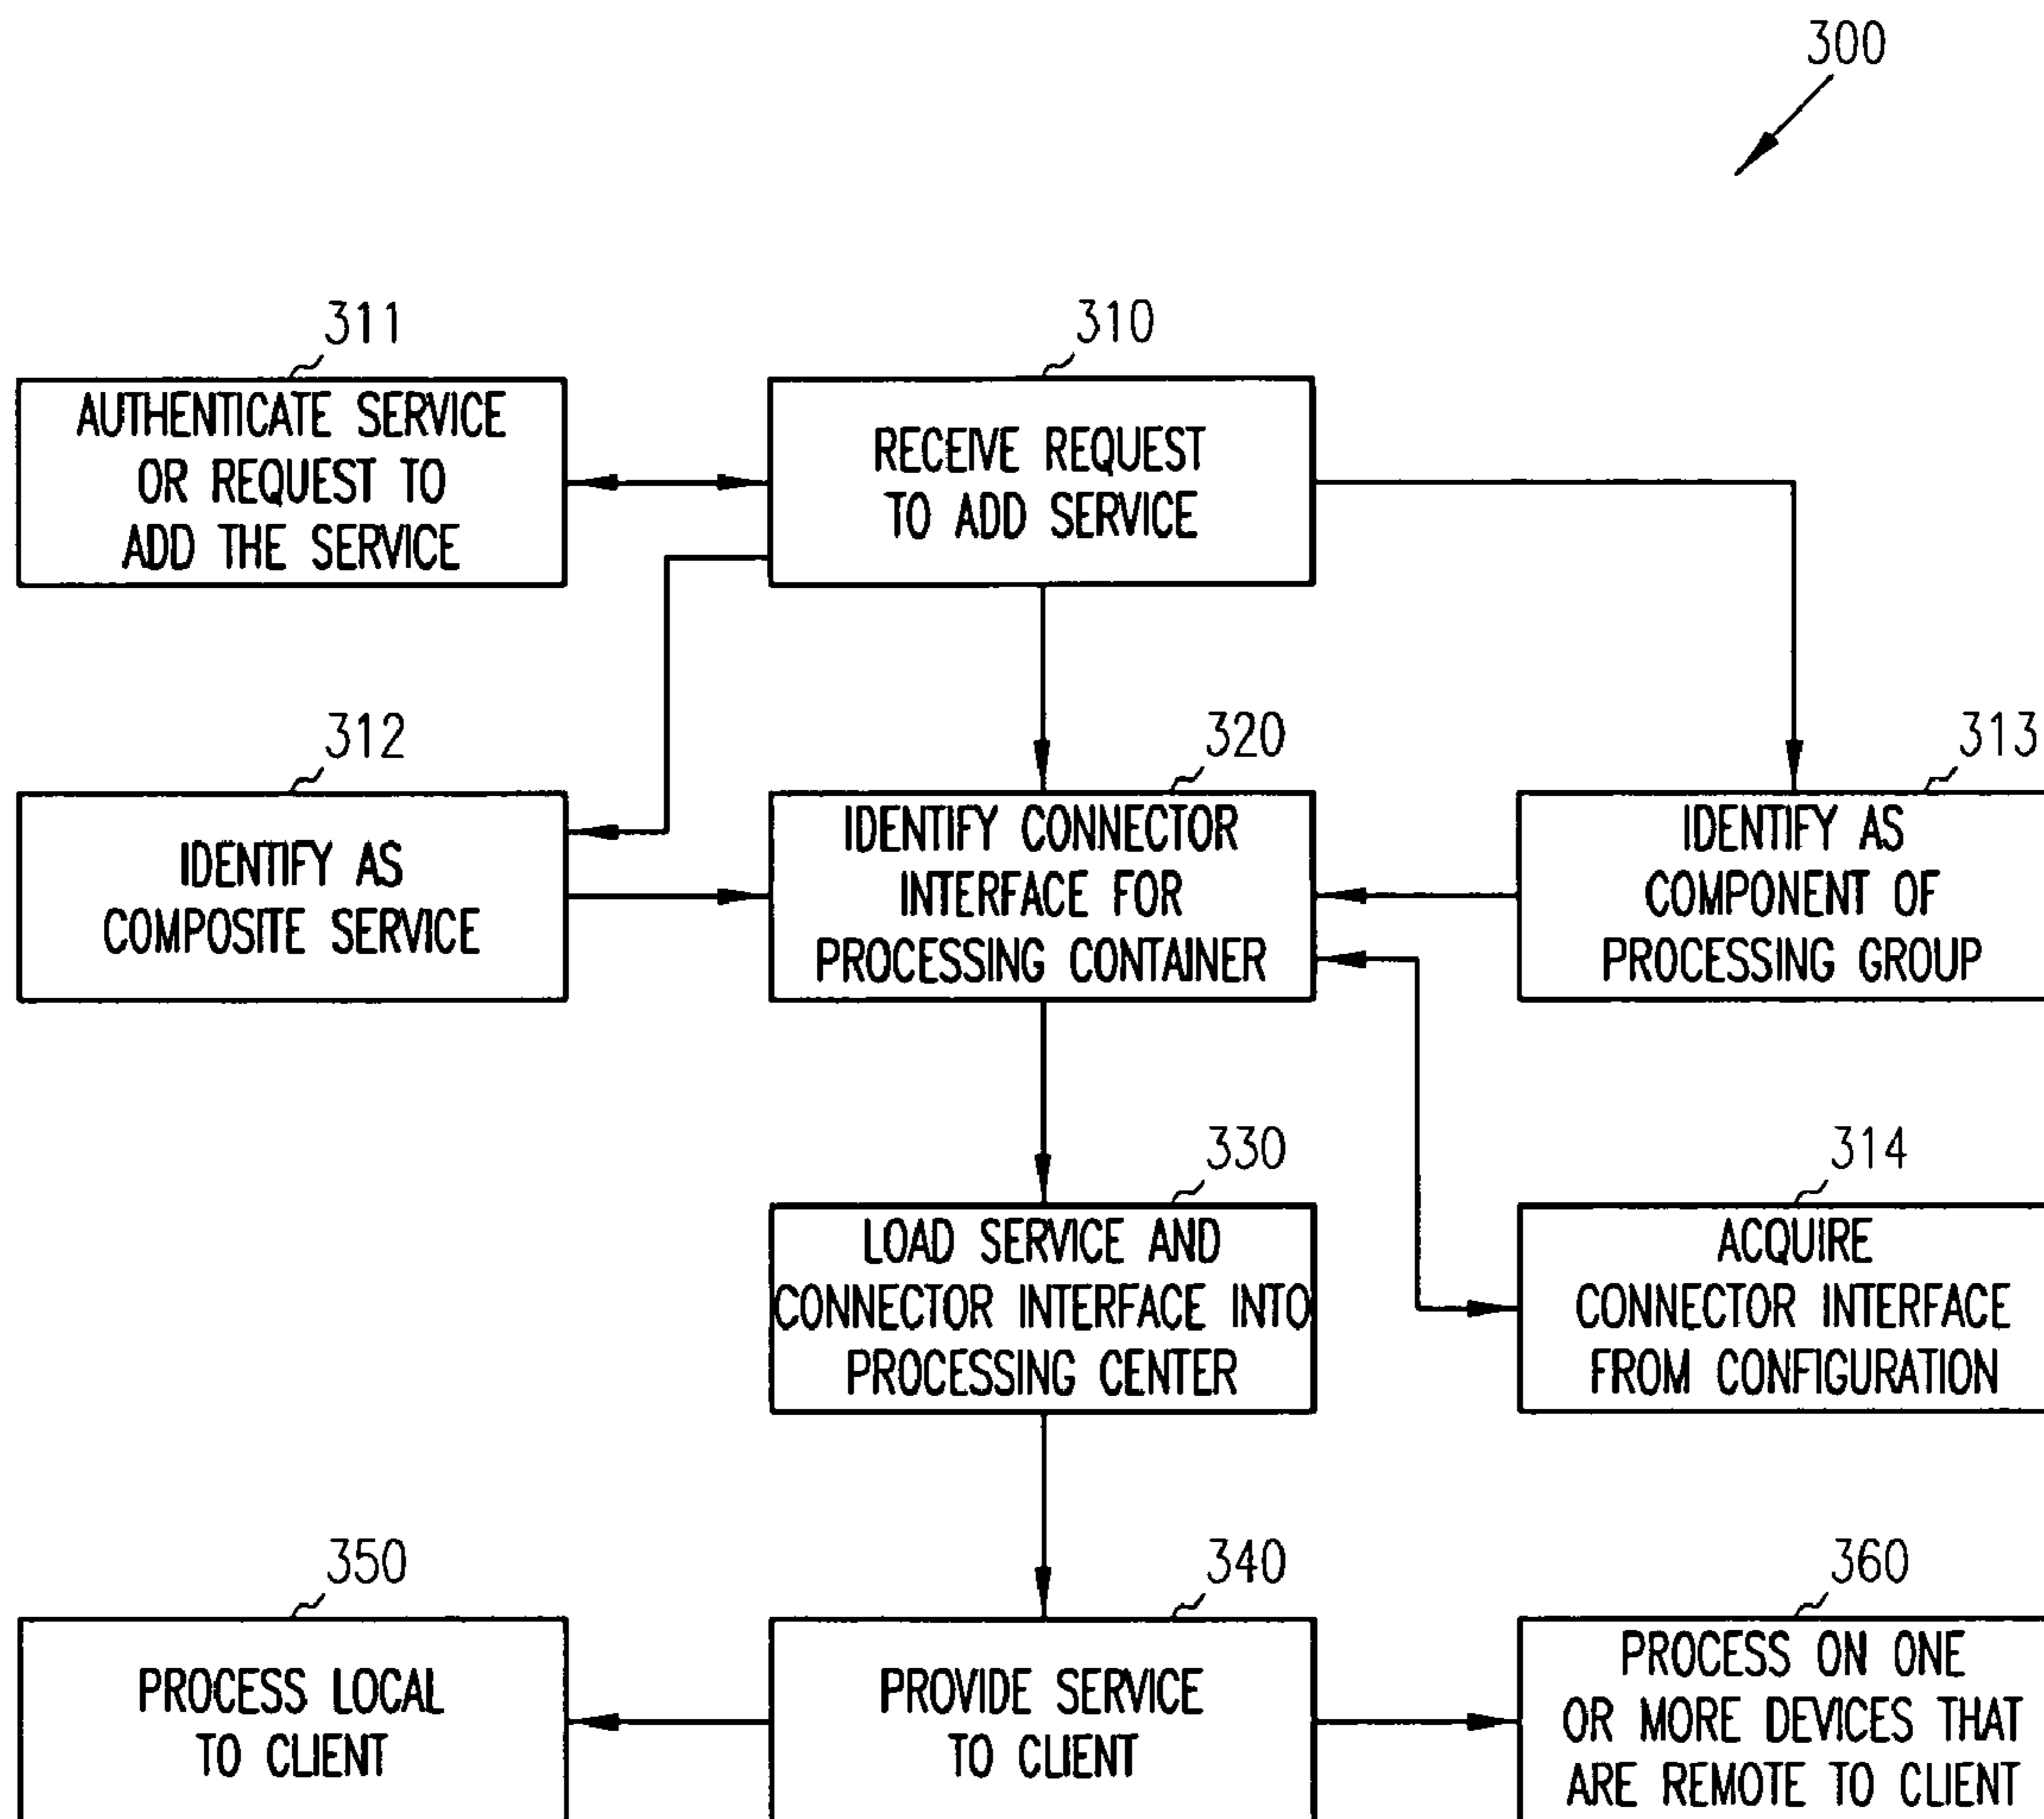 300
311
AUTHENTICATE SERVICE
OR REQUEST TO
ADD THE SERVICE
310
RECEIVE REQUEST
TO ADD SERVICE
312
IDENTIFY AS
COMPOSITE SERVICE
320
IDENTIFY CONNECTOR
INTERFACE FOR
PROCESSING CONTAINER
313
IDENTIFY AS
COMPONENT OF
PROCESSING GROUP
330
LOAD SERVICE AND
CONNECTOR INTERFACE INTO
PROCESSING CENTER
314
ACQUIRE
CONNECTOR INTERFACE
FROM CONFIGURATION
350
PROCESS LOCAL
TO CLIENT
340
PROVIDE SERVICE
TO CLIENT
360
PROCESS ON ONE
OR MORE DEVICES THAT
ARE REMOTE TO CLIENT